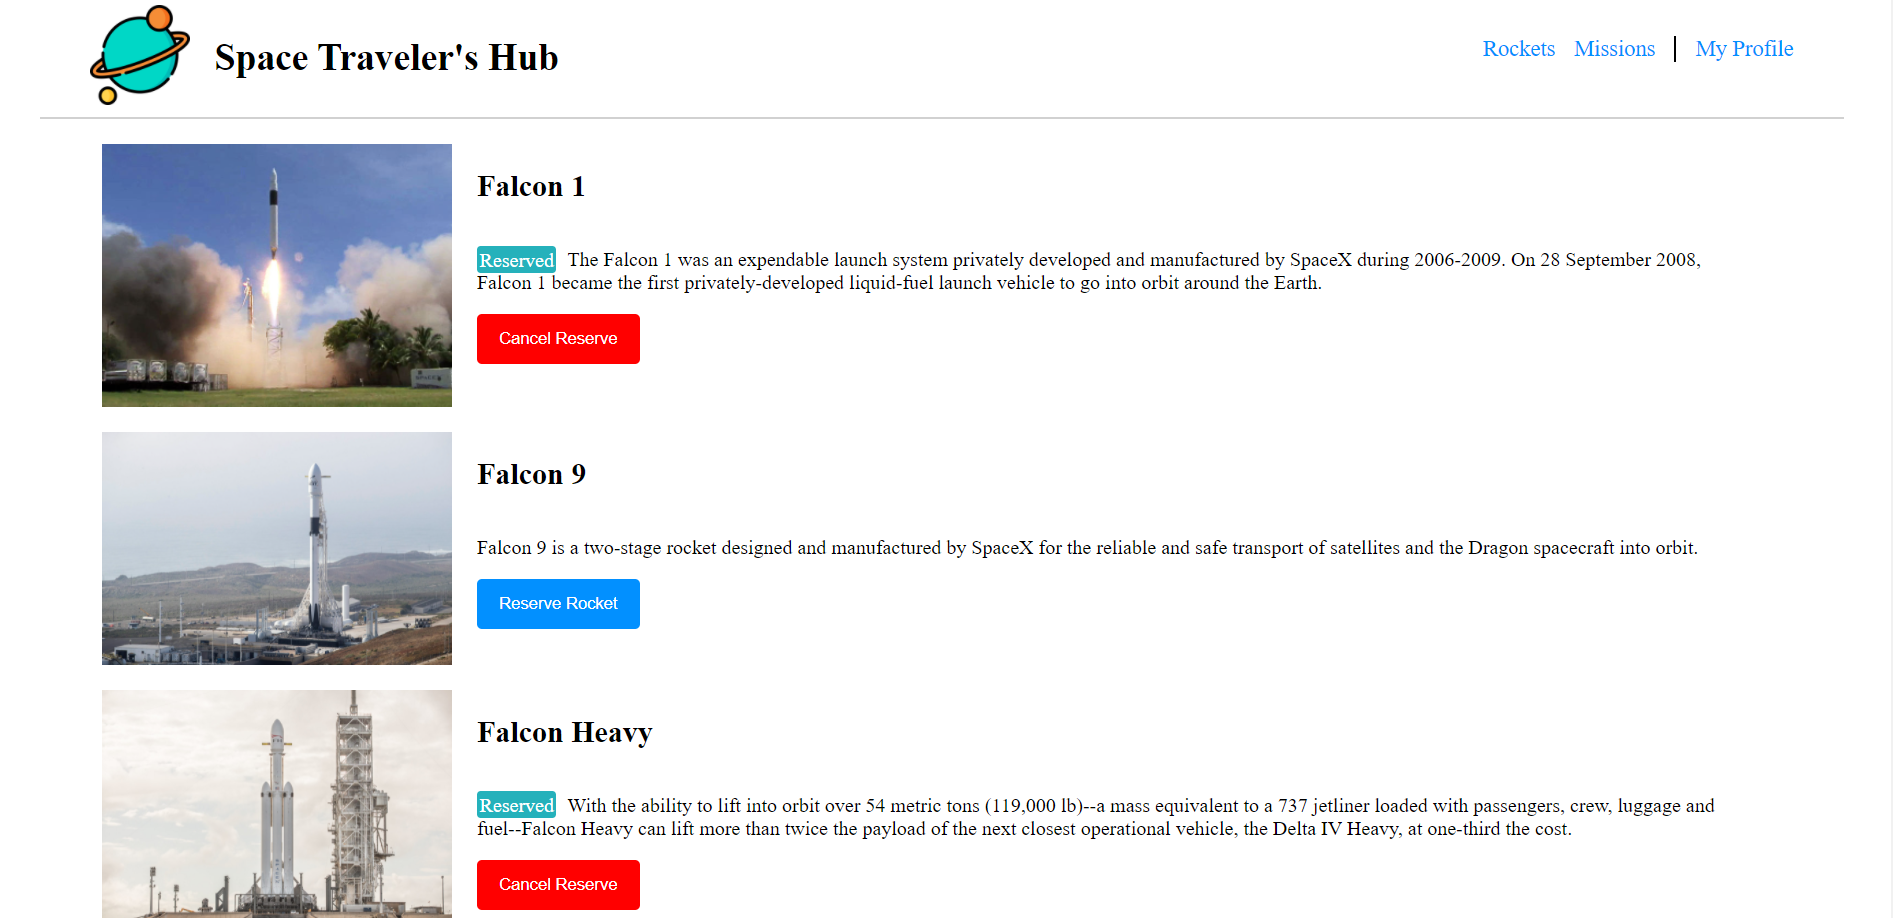 Space Traveler's Hub
Rockets Missions | My Profile
Falcon 1
Reserved The Falcon 1 was an expendable launch system privately developed and manufactured by SpaceX during 2006-2009. On 28 September 2008,
Falcon 1 became the first privately-developed liquid-fuel launch vehicle to go into orbit around the Earth.
Cancel Reserve
Falcon 9
Falcon 9 is a two-stage rocket designed and manufactured by SpaceX for the reliable and safe transport of satellites and the Dragon spacecraft into orbit.
Reserve Rocket
Falcon Heavy
Reserved With the ability to lift into orbit over 54 metric tons (119,000 lb)--a mass equivalent to a 737 jetliner loaded with passengers, crew, luggage and
fuel--Falcon Heavy can lift more than twice the payload of the next closest operational vehicle, the Delta IV Heavy, at one-third the cost.
Cancel Reserve